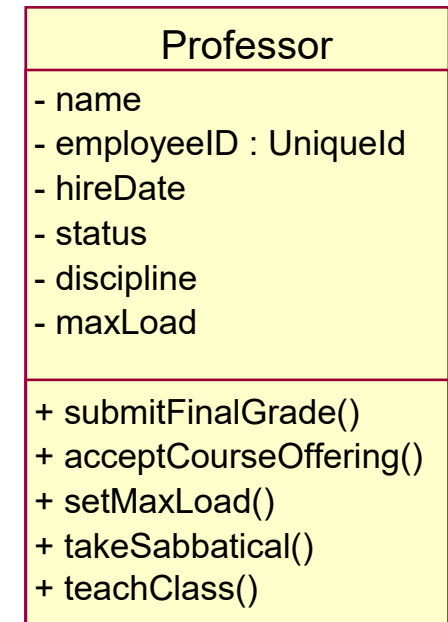 Professor
- name
- employeeID : UniqueId
- hireDate
- status
- discipline
- maxLoad
+ submitFinalGrade()
+ acceptCourseOffering()
+ setMaxLoad()
+ takeSabbatical()
+ teachClass()